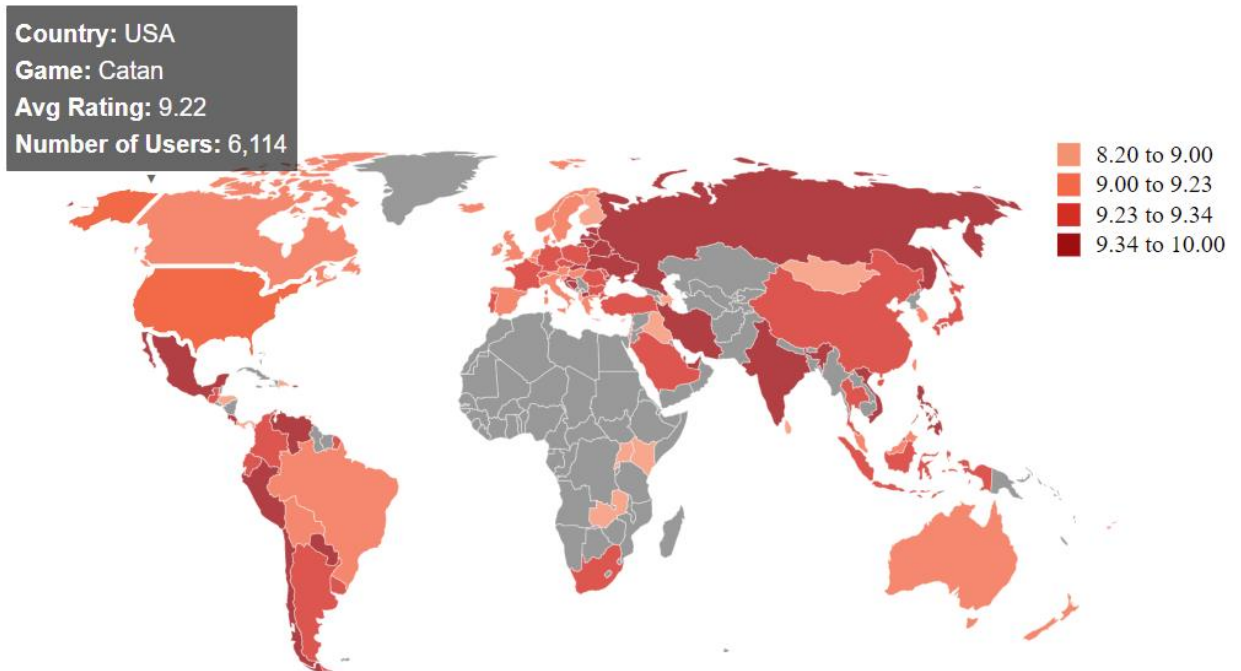 Country: USA
Game: Catan
Avg Rating: 9.22
Number of Users: 6,114
8.20 to 9.00
9.00 to 9.23
9.23 to 9.34
9.34 to 10.00